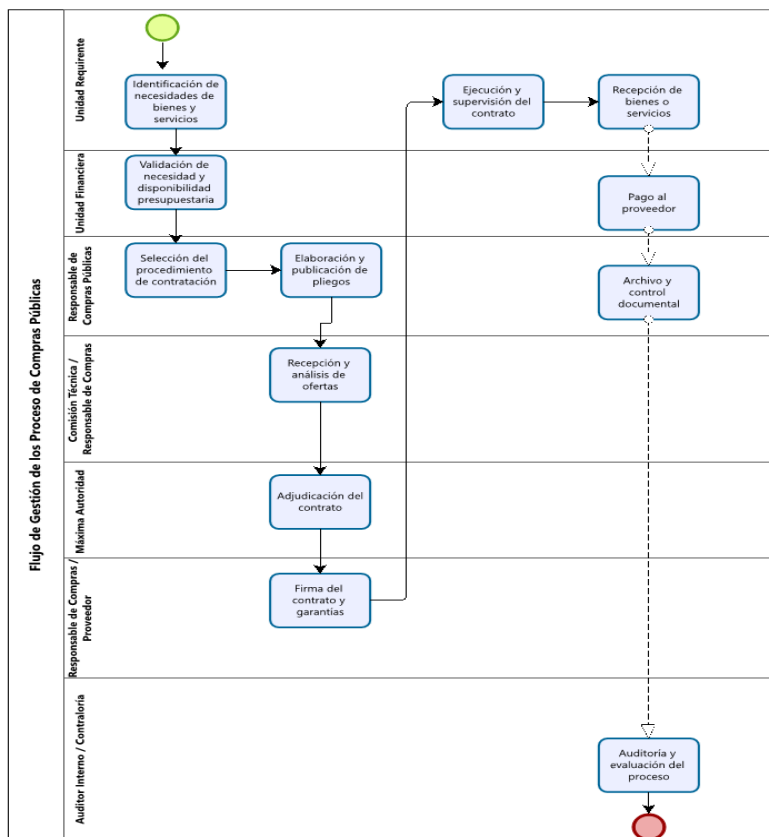 Flujo de Gestión de los Proceso de Compras Públicas
Unidad Requirente
Identificación de
necesidades de
bienes y
servicios
Ejecución y
supervisión del
contrato
Recepción de
bienes o
servicios
Unidad Financiera
Validación de
necesidad y
disponibilidad
presupuestaria
Pago al
proveedor
Responsable de
Compras Públicas
Selección del
procedimiento
de contratación
Elaboración y
publicación de
pliegos
Archivo y
control
documental
Comisión Técnica /
Responsable de Compras
Recepción y
análisis de
ofertas
Máxima Autoridad
Adjudicación del
contrato
Responsable de Compras /
Proveedor
Firma del
contrato y
garantías
Auditor Interno / Contraloría
Auditoría y
evaluación del
proceso